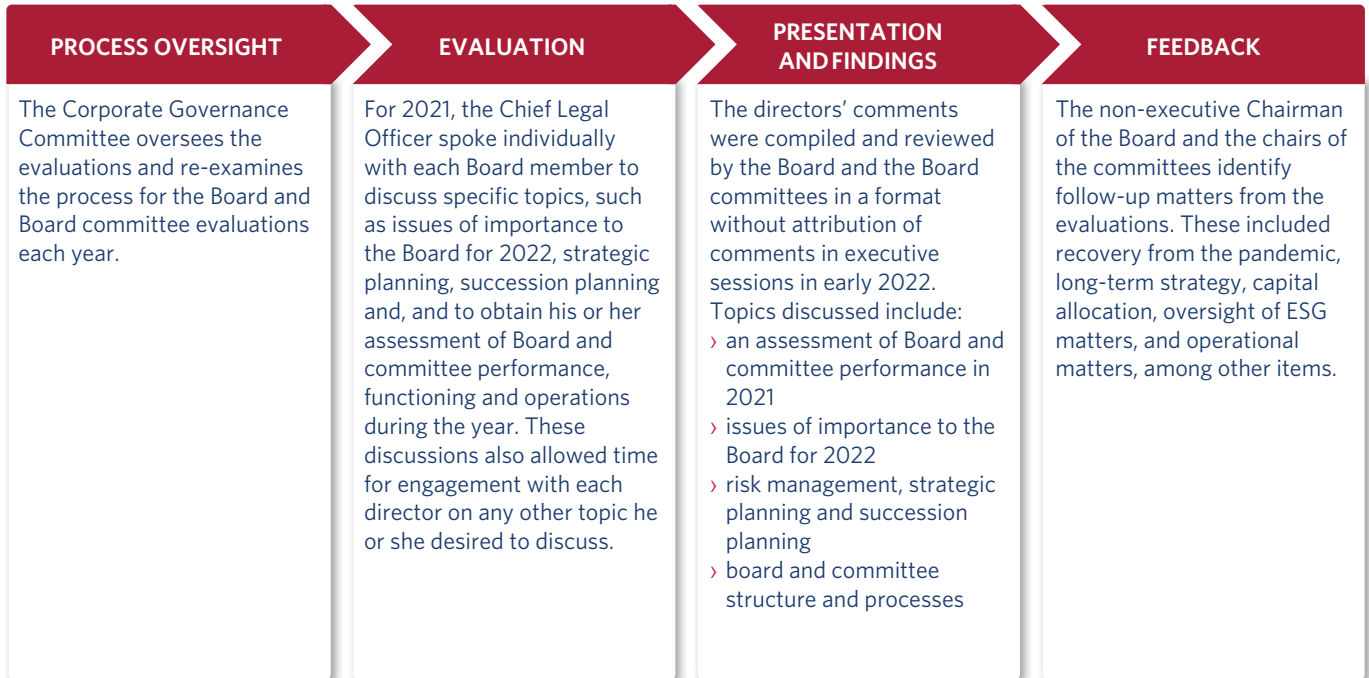 PROCESS OVERSIGHT
The Corporate Governance
Committee oversees the
evaluations and re-examines
the process for the Board and
Board committee evaluations
each year.
EVALUATION
For 2021, the Chief Legal
Officer spoke individually
with each Board member to
discuss specific topics, such
as issues of importance to
the Board for 2022, strategic
planning, succession planning
and, and to obtain his or her
assessment of Board and
committee performance,
functioning and operations
during the year. These
discussions also allowed time
for engagement with each
director on any other topic he
or she desired to discuss.
PRESENTATION
AND FINDINGS
The directors’ comments
were compiled and reviewed
by the Board and the Board
committees in a format
without attribution of
comments in executive
sessions in early 2022.
Topics discussed include:
› an assessment of Board and
committee performance in
2021
› issues of importance to the
Board for 2022
› risk management, strategic
planning and succession
planning
› board and committee
structure and processes
FEEDBACK
The non-executive Chairman
of the Board and the chairs of
the committees identify
follow-up matters from the
evaluations. These included
recovery from the pandemic,
long-term strategy, capital
allocation, oversight of ESG
matters, and operational
matters, among other items.